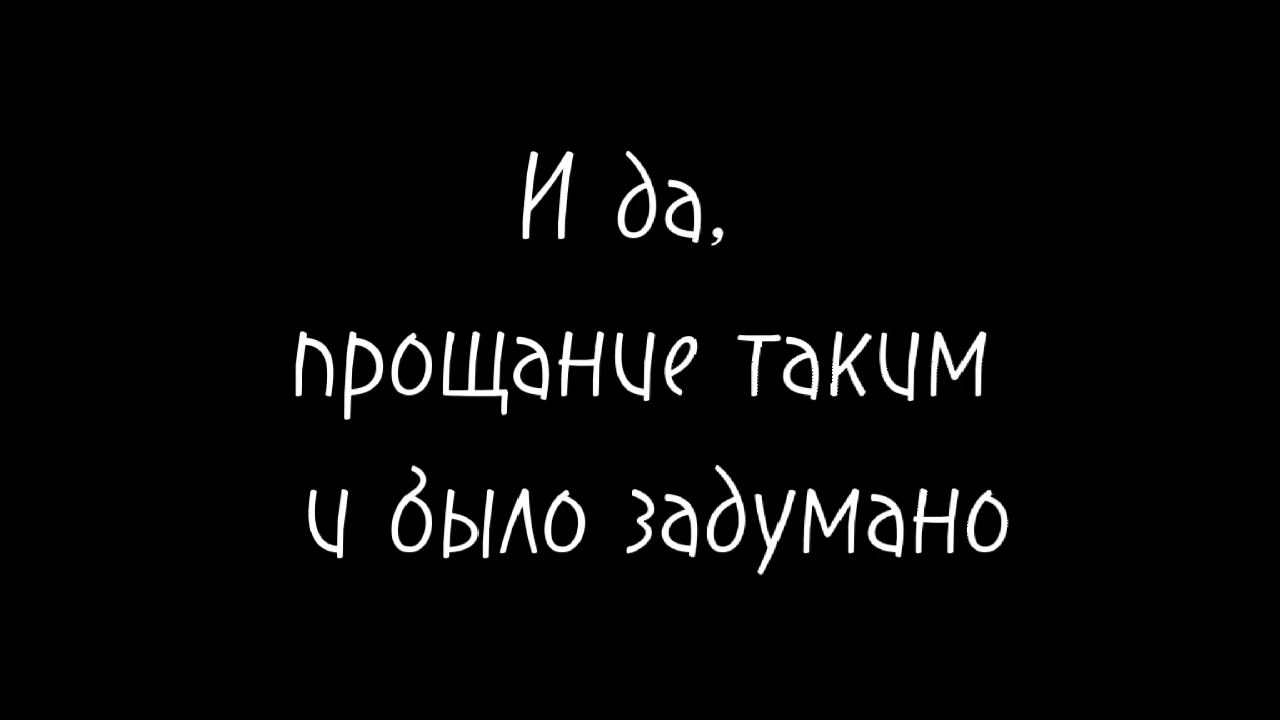 И да,
прощание таким
и было задумано